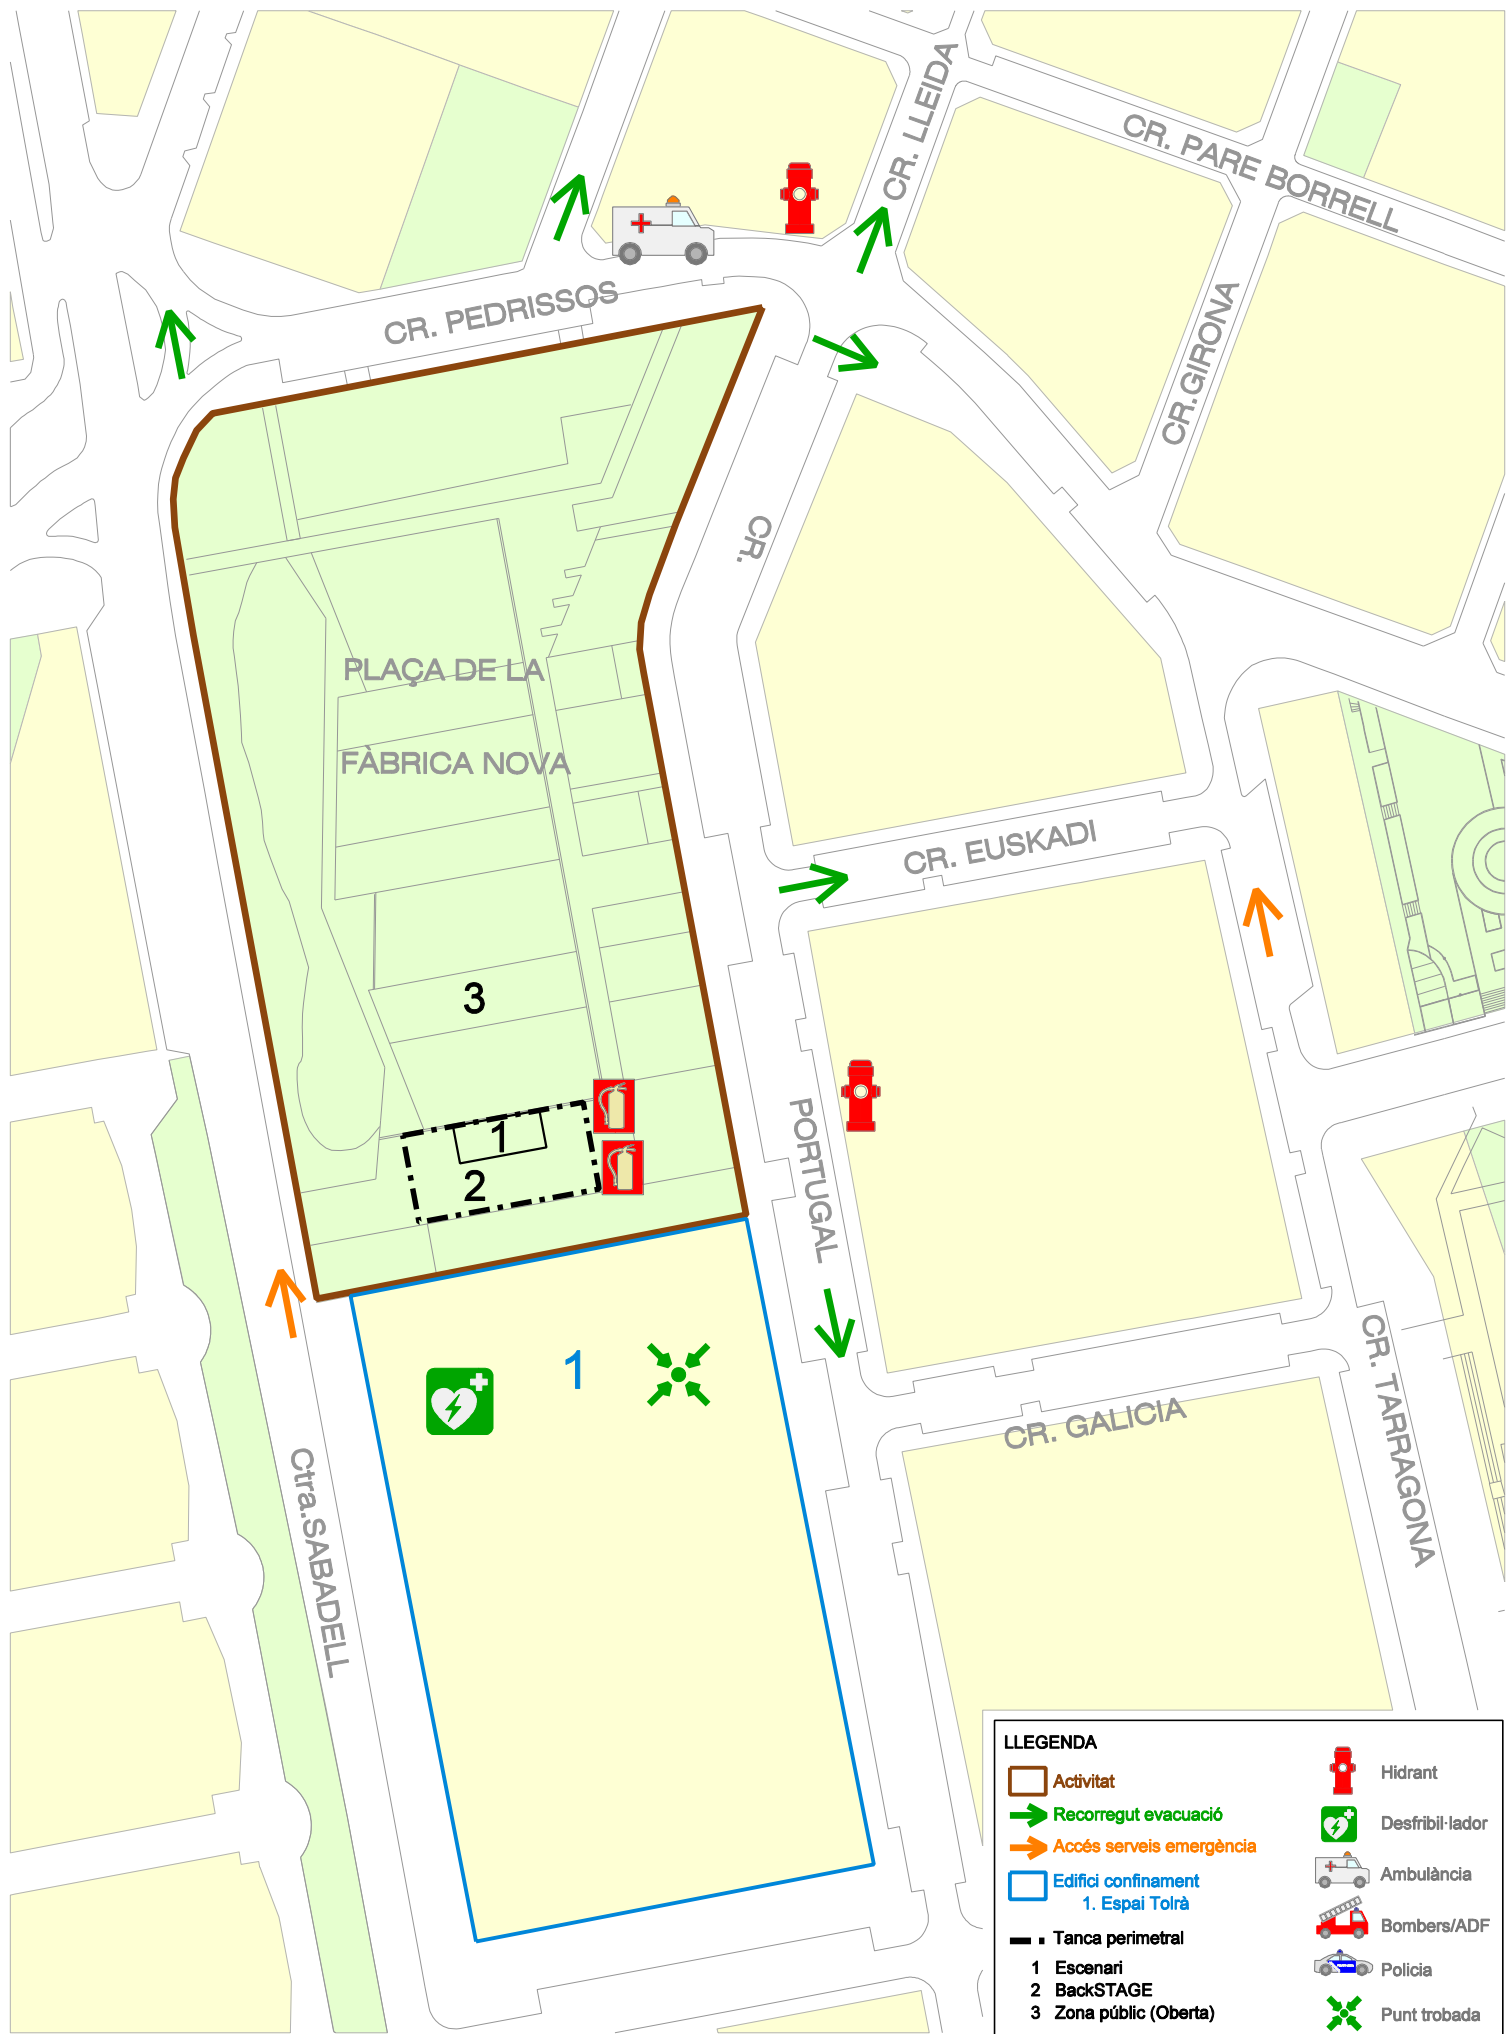 CR. LLEIDA
CR. PARE BORRELL
CR. PEDRISSOS
CR.GIRONA
CR.
PLAÇA DE LA
FÀBRICA NOVA
CR. EUSKADI
3
1
2
PORTUGAL
1
CR. GALICIA
CR. TARRAGONA
Ctra.SABADELL
LLEGENDA
Activitat
Recorregut evacuació
Accés serveis emergència
Edifici confinament
1. Espai Tolrà
Tanca perimetral
1 Escenari
2 BackSTAGE
3 Zona públic (Oberta)
Hidrant
Desfribil·lador
Ambulància
Bombers/ADF
Policia
Punt trobada